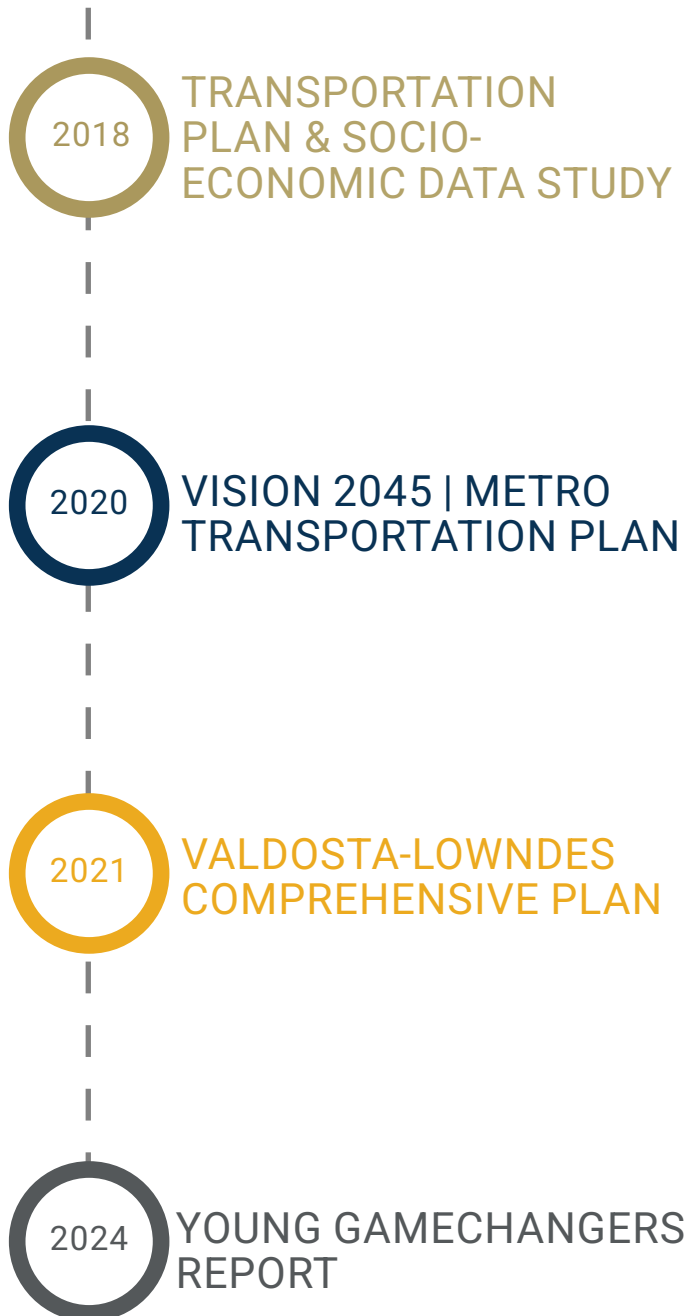 2018
TRANSPORTATION
PLAN & SOCIO-
ECONOMIC DATA STUDY
2020
VISION 2045 | METRO
TRANSPORTATION PLAN
2021
VALDOSTA-LOWNDES
COMPREHENSIVE PLAN
2024
YOUNG GAMECHANGERS
REPORT